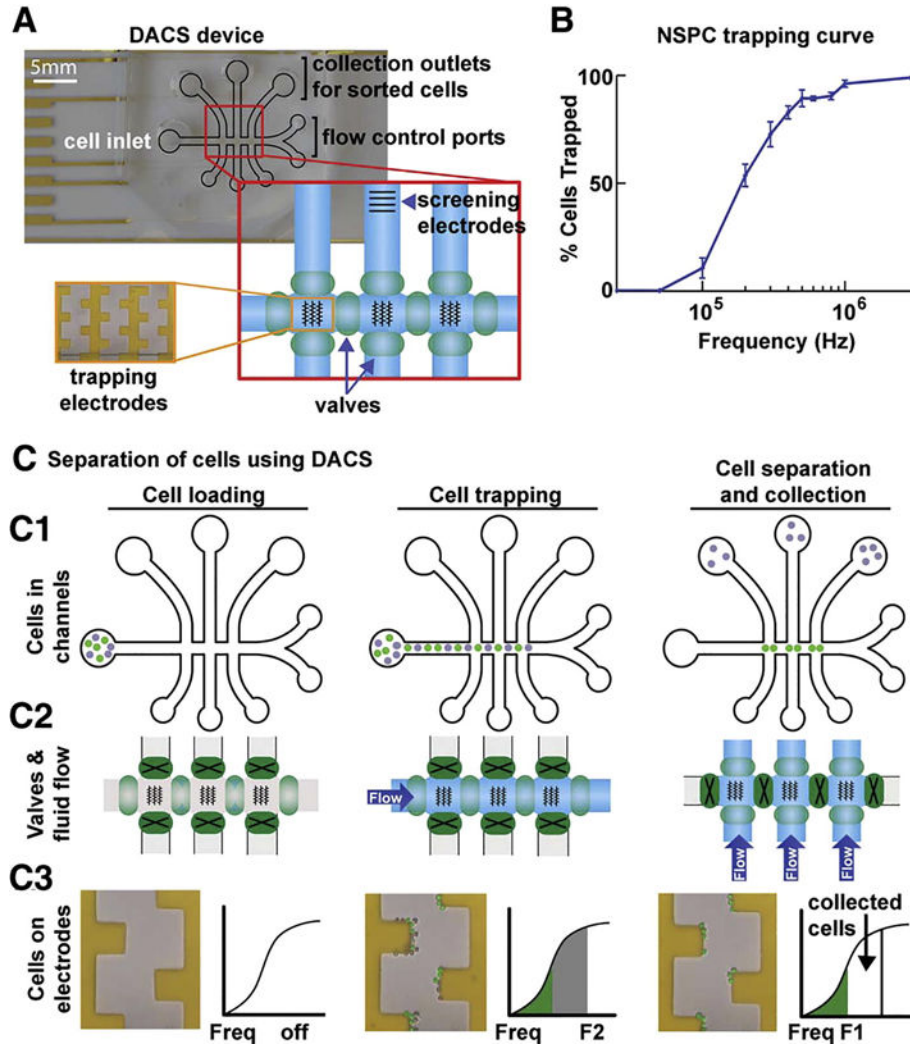 A
DACS device
5mm
collection outlets
for sorted cells
cell inlet
flow control ports
screening
electrodes
trapping
electrodes
valves
B
NSPC trapping curve
100
50
0
% Cells Trapped
10⁵
10⁶
Frequency (Hz)
C Separation of cells using DACS
Cell loading
Cell trapping
Cell separation
and collection
C1
Cells in
channels
C2
Valves &
fluid flow
Flow
Flow
Flow
Flow
C3
Cells on
electrodes
Freq off
Freq F2
collected
cells
Freq F1